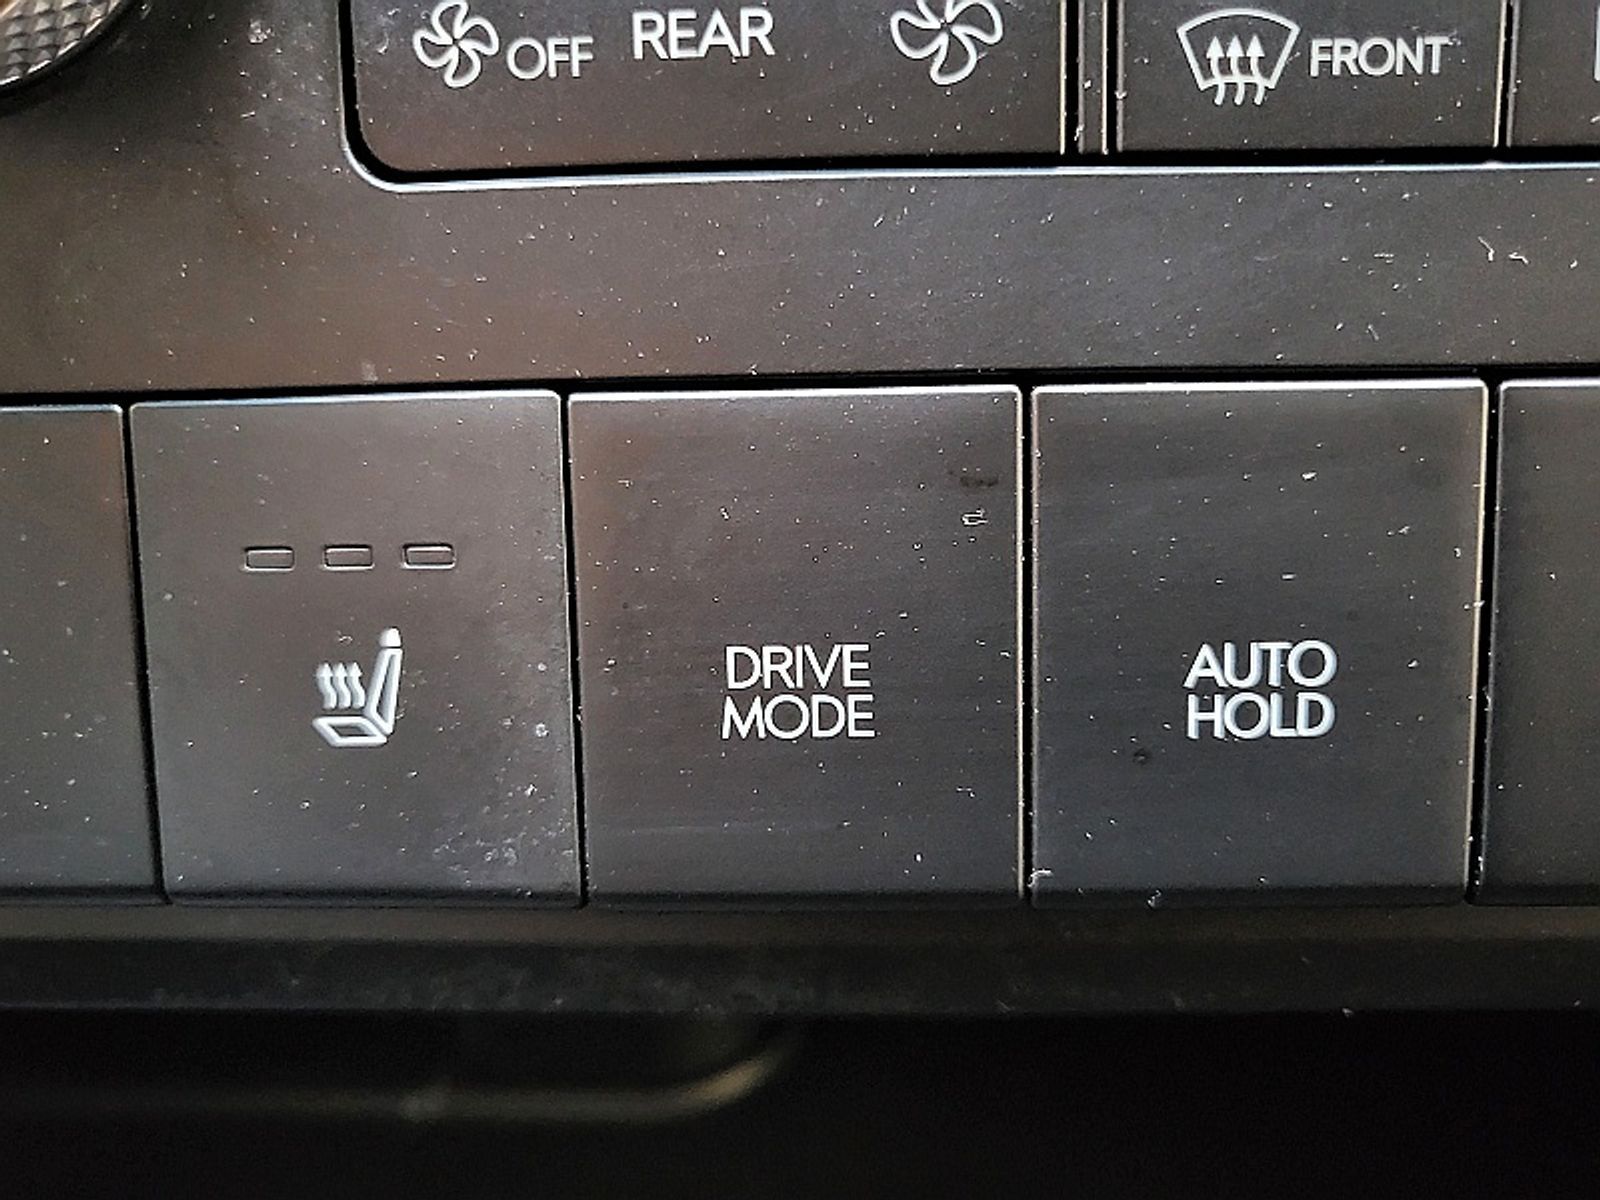 OFF REAR FRONT
DRIVE
MODE
AUTO
HOLD